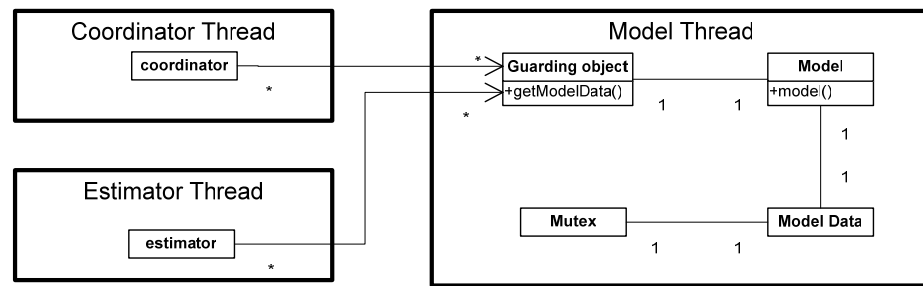 Coordinator Thread
coordinator
*
Estimator Thread
estimator
*
Model Thread
*
Guarding object
+getModelData()
*
1
1
Model
+model()
1
1
Mutex
1
1
Model Data